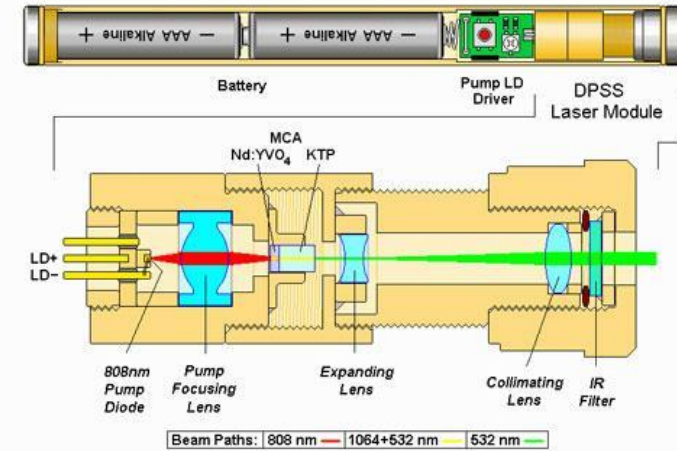 + AAA Alkaline − + AAA Alkaline −
Battery
Pump LD
Driver
DPSS
Laser Module
MCA
Nd:YVO₄ KTP
LD+
LD−
808nm
Pump
Diode
Pump
Focusing
Lens
Expanding
Lens
Collimating
Lens
IR
Filter
Beam Paths: 808 nm 1064+532 nm 532 nm